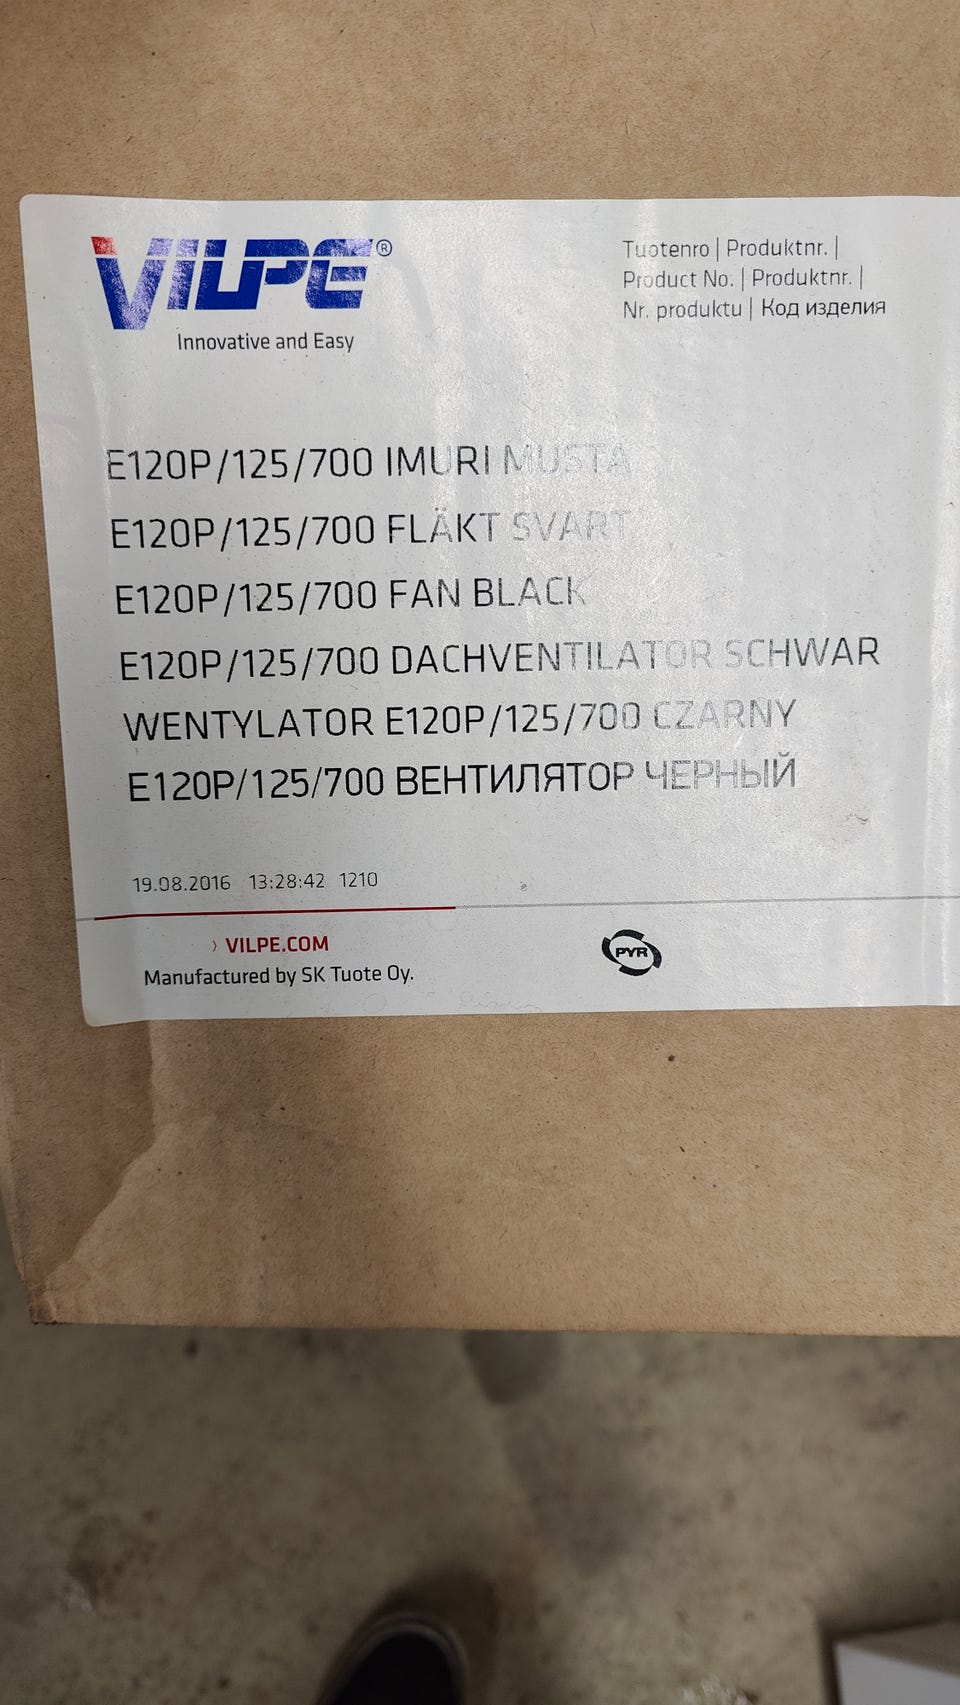 VILPE®
Innovative and Easy
Tuotenro | Produktnr. |
Product No. | Produktnr. |
Nr. produktu | Код изделия
E120P/125/700 IMURI MUSTA
E120P/125/700 FLÄKT SVART
E120P/125/700 FAN BLACK
E120P/125/700 DACHVENTILATOR SCHWAR
WENTYLATOR E120P/125/700 CZARNY
E120P/125/700 ВЕНТИЛЯТОР ЧЕРНЫЙ
19.08.2016 13:28:42 1210
› VILPE.COM
Manufactured by SK Tuote Oy.
PYR